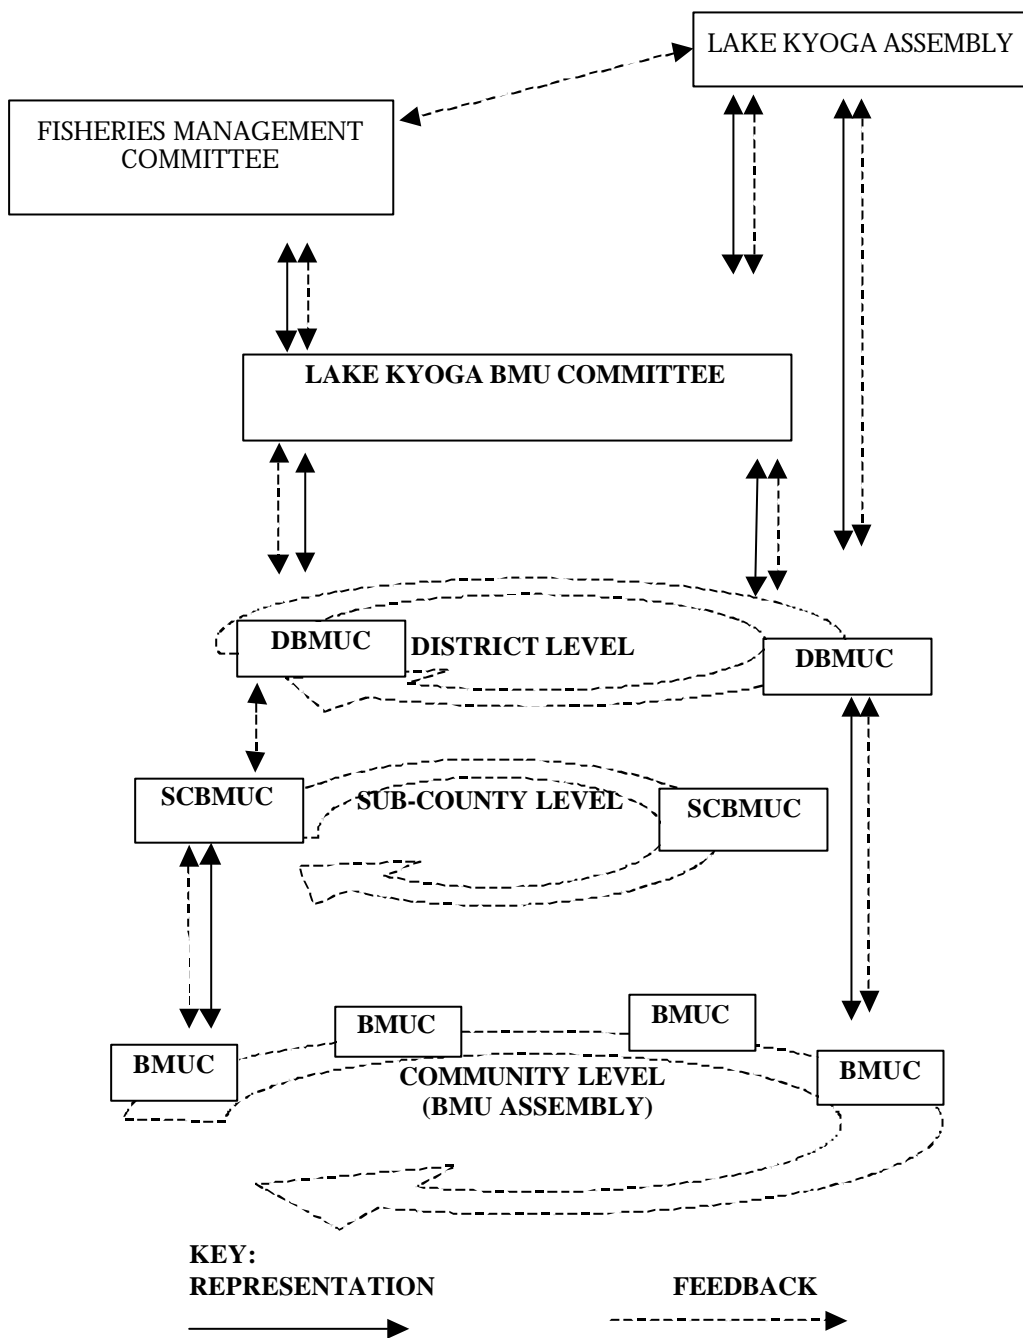 LAKE KYOGA ASSEMBLY
FISHERIES MANAGEMENT
COMMITTEE
LAKE KYOGA BMU COMMITTEE
DBMUC
DISTRICT LEVEL
DBMUC
SCBMUC
SUB-COUNTY LEVEL
SCBMUC
BMUC
BMUC
BMUC
BMUC
COMMUNITY LEVEL
(BMU ASSEMBLY)
KEY:
REPRESENTATION
FEEDBACK